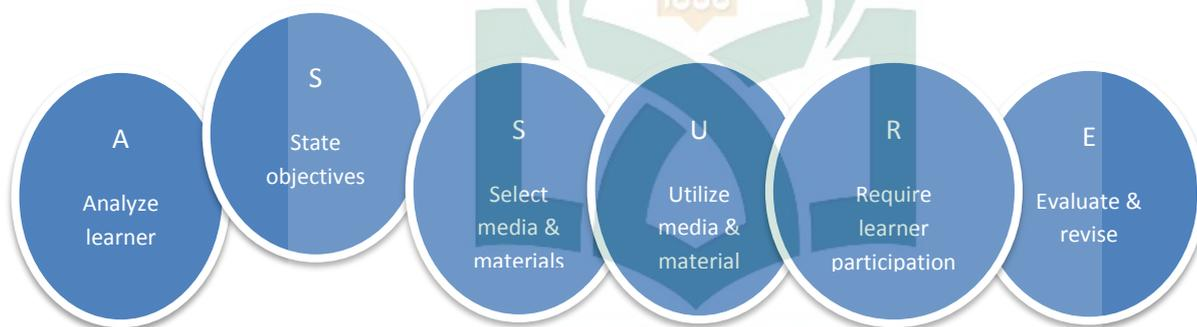 A
Analyze
learner
S
State
objectives
S
Select
media &
materials
U
Utilize
media &
material
R
Require
learner
participation
E
Evaluate &
revise